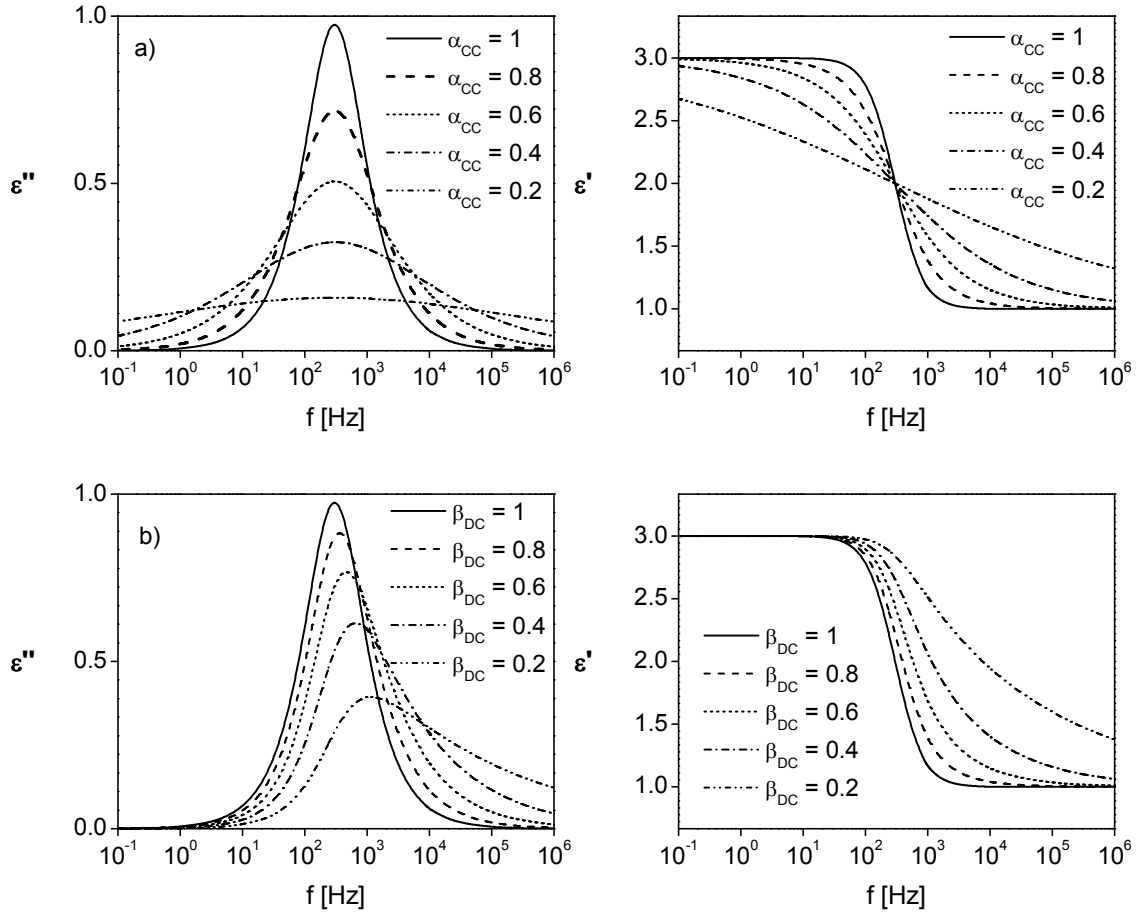 a)
α_CC = 1
α_CC = 0.8
α_CC = 0.6
α_CC = 0.4
α_CC = 0.2
1.0
0.5
0.0
ε''
10^-1 10^0 10^1 10^2 10^3 10^4 10^5 10^6
f [Hz]
α_CC = 1
α_CC = 0.8
α_CC = 0.6
α_CC = 0.4
α_CC = 0.2
3.0
2.5
2.0
1.5
1.0
ε'
10^-1 10^0 10^1 10^2 10^3 10^4 10^5 10^6
f [Hz]
b)
β_DC = 1
β_DC = 0.8
β_DC = 0.6
β_DC = 0.4
β_DC = 0.2
1.0
0.5
0.0
ε''
10^-1 10^0 10^1 10^2 10^3 10^4 10^5 10^6
f [Hz]
β_DC = 1
β_DC = 0.8
β_DC = 0.6
β_DC = 0.4
β_DC = 0.2
3.0
2.5
2.0
1.5
1.0
ε'
10^-1 10^0 10^1 10^2 10^3 10^4 10^5 10^6
f [Hz]